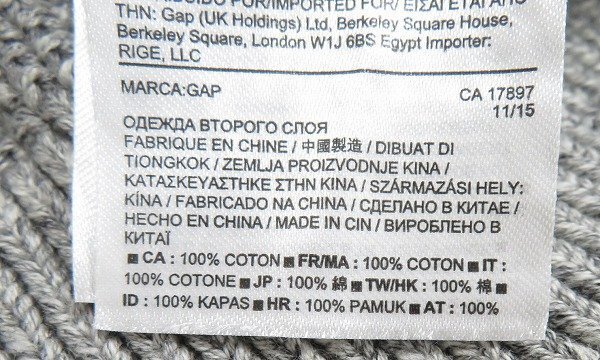 THN: Gap (UK Holdings) Ltd, Berkeley Square House,
Berkeley Square, London W1J 6BS Egypt Importer:
RIGE, LLC
MARCA:GAP CA 17897
11/15
ОДЕЖДА ВТОРОГО СЛОЯ
FABRIQUE EN CHINE / 中國製造 / DIBUAT DI
TIONGKOK / ZEMLJA PROIZVODNJE KINA /
ΚΑΤΑΣΚΕΥΑΣΤΗΚΕ ΣΤΗΝ ΚΙΝΑ / SZÁRMAZÁSI HELY:
KÍNA / FABRICADO NA CHINA / СДЕЛАНО В КИТАЕ /
HECHO EN CHINA / MADE IN CIN / ВИРОБЛЕНО В
КИТАЇ
■ CA : 100% COTON ■ FR/MA : 100% COTON ■ IT :
100% COTONE ■ JP : 100% 綿 ■ TW/HK : 100% 棉 ■
ID : 100% KAPAS ■ HR : 100% PAMUK ■ AT : 100%